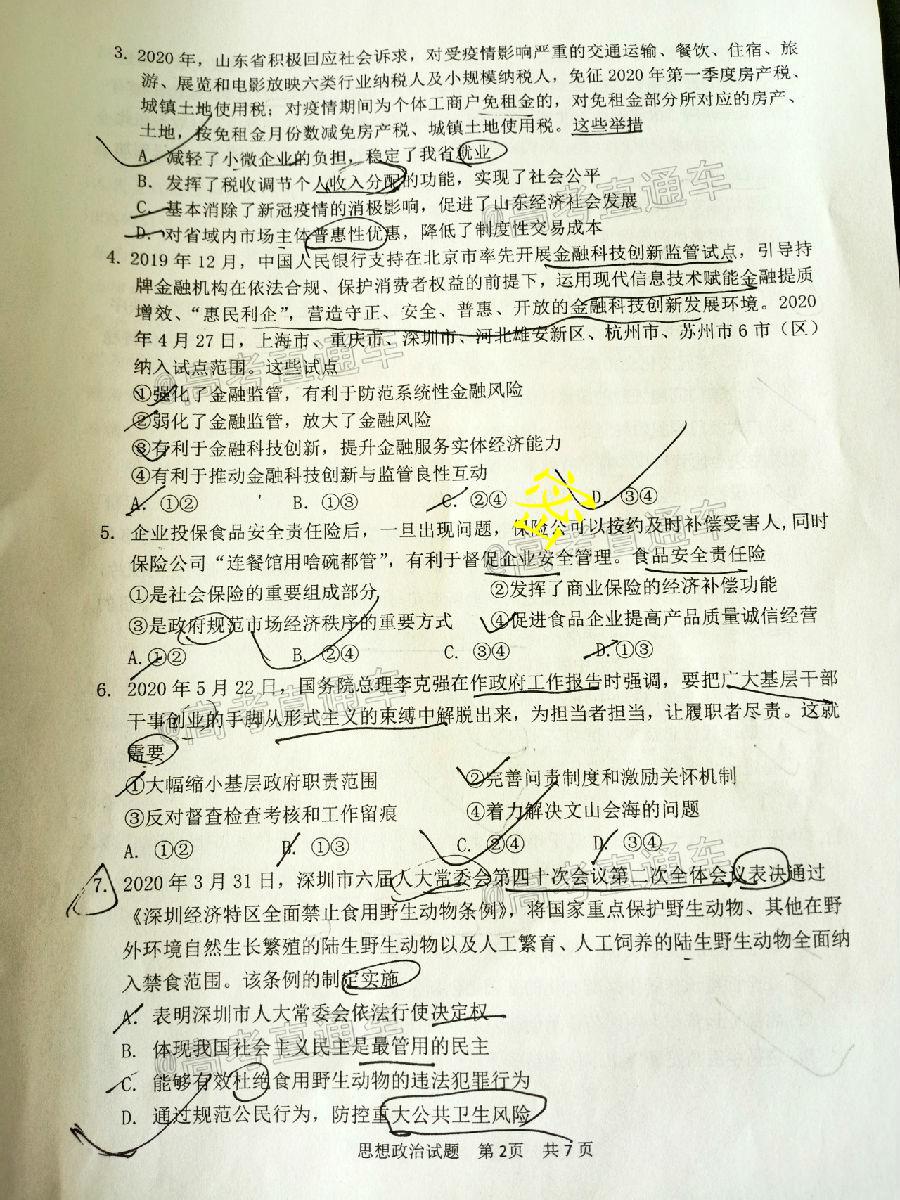 3. 2020年，山东省积极回应社会诉求，对受疫情影响严重的交通运输、餐饮、住宿、旅
游、展览和电影放映六类行业纳税人及小规模纳税人，免征2020年第一季度房产税、
城镇土地使用税；对疫情期间为个体工商户免租金的，对免租金部分所对应的房产、
土地，按免租金月份数减免房产税、城镇土地使用税。这些举措
A. 减轻了小微企业的负担，稳定了我省就业
B. 发挥了税收调节个人收入分配的功能，实现了社会公平
C. 基本消除了新冠疫情的消极影响，促进了山东经济社会发展
D. 对省域内市场主体普惠性优惠，降低了制度性交易成本
4. 2019年12月，中国人民银行支持在北京市率先开展金融科技创新监管试点，引导持
牌金融机构在依法合规、保护消费者权益的前提下，运用现代信息技术赋能金融提质
增效、“惠民利企”，营造守正、安全、普惠、开放的金融科技创新发展环境。2020
年4月27日，上海市、重庆市、深圳市、河北雄安新区、杭州市、苏州市6市（区）
纳入试点范围。这些试点
①强化了金融监管，有利于防范系统性金融风险
②弱化了金融监管，放大了金融风险
③有利于金融科技创新，提升金融服务实体经济能力
④有利于推动金融科技创新与监管良性互动
A. ①② B. ①③ C. ②④ D. ③④
密
5. 企业投保食品安全责任险后，一旦出现问题，保险公司可以按约及时补偿受害人，同时
保险公司“连餐馆用啥碗都管”，有利于督促企业安全管理。食品安全责任险
①是社会保险的重要组成部分 ②发挥了商业保险的经济补偿功能
③是政府规范市场经济秩序的重要方式 ④促进食品企业提高产品质量诚信经营
A. ①② B. ②④ C. ③④ D. ①③
6. 2020年5月22日，国务院总理李克强在作政府工作报告时强调，要把广大基层干部
干事创业的手脚从形式主义的束缚中解脱出来，为担当者担当，让履职者尽责。这就
需要
①大幅缩小基层政府职责范围 ②完善问责制度和激励关怀机制
③反对督查检查考核和工作留痕 ④着力解决文山会海的问题
A. ①② B. ①③ C. ②④ D. ③④
7. 2020年3月31日，深圳市六届人大常委会第四十次会议第二次全体会议表决通过
《深圳经济特区全面禁止食用野生动物条例》，将国家重点保护野生动物、其他在野
外环境自然生长繁殖的陆生野生动物以及人工繁育、人工饲养的陆生野生动物全面纳
入禁食范围。该条例的制定实施
A. 表明深圳市人大常委会依法行使决定权
B. 体现我国社会主义民主是最管用的民主
C. 能够有效杜绝食用野生动物的违法犯罪行为
D. 通过规范公民行为，防控重大公共卫生风险
思想政治试题 第2页 共7页
@高考直通车
@高考直通车
@高考直通车
@高考直通车
@高考直通车
@高考直通车